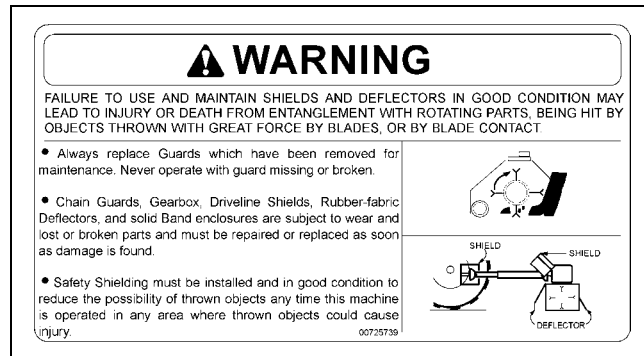 WARNING
FAILURE TO USE AND MAINTAIN SHIELDS AND DEFLECTORS IN GOOD CONDITION MAY
LEAD TO INJURY OR DEATH FROM ENTANGLEMENT WITH ROTATING PARTS, BEING HIT BY
OBJECTS THROWN WITH GREAT FORCE BY BLADES, OR BY BLADE CONTACT.
• Always replace Guards which have been removed for
maintenance. Never operate with guard missing or broken.
• Chain Guards, Gearbox, Driveline Shields, Rubber-fabric
Deflectors, and solid Band enclosures are subject to wear and
lost or broken parts and must be repaired or replaced as soon
as damage is found.
• Safety Shielding must be installed and in good condition to
reduce the possibility of thrown objects any time this machine
is operated in any area where thrown objects could cause
injury.
00725739
SHIELD
SHIELD
DEFLECTOR